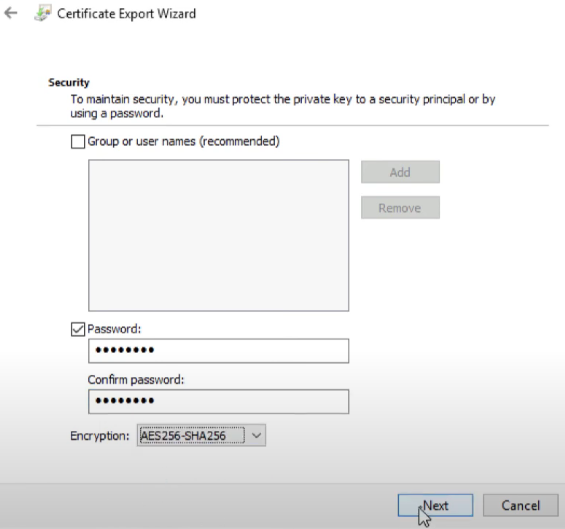 Certificate Export Wizard
Security
To maintain security, you must protect the private key to a security principal or by
using a password.
Group or user names (recommended)
Add
Remove
Password:
••••••••
Confirm password:
••••••••
Encryption: AES256-SHA256
Next Cancel